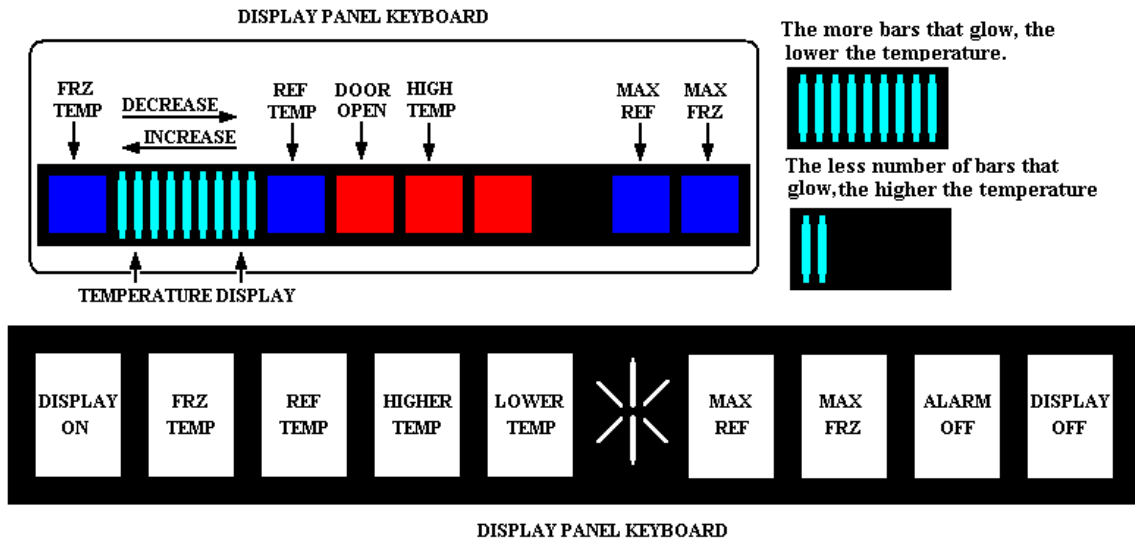 DISPLAY PANEL KEYBOARD
The more bars that glow, the
lower the temperature.
FRZ
TEMP
DECREASE
INCREASE
REF
TEMP
DOOR
OPEN
HIGH
TEMP
MAX
REF
MAX
FRZ
The less number of bars that
glow,the higher the temperature
TEMPERATURE DISPLAY
DISPLAY
ON
FRZ
TEMP
REF
TEMP
HIGHER
TEMP
LOWER
TEMP
MAX
REF
MAX
FRZ
ALARM
OFF
DISPLAY
OFF
DISPLAY PANEL KEYBOARD